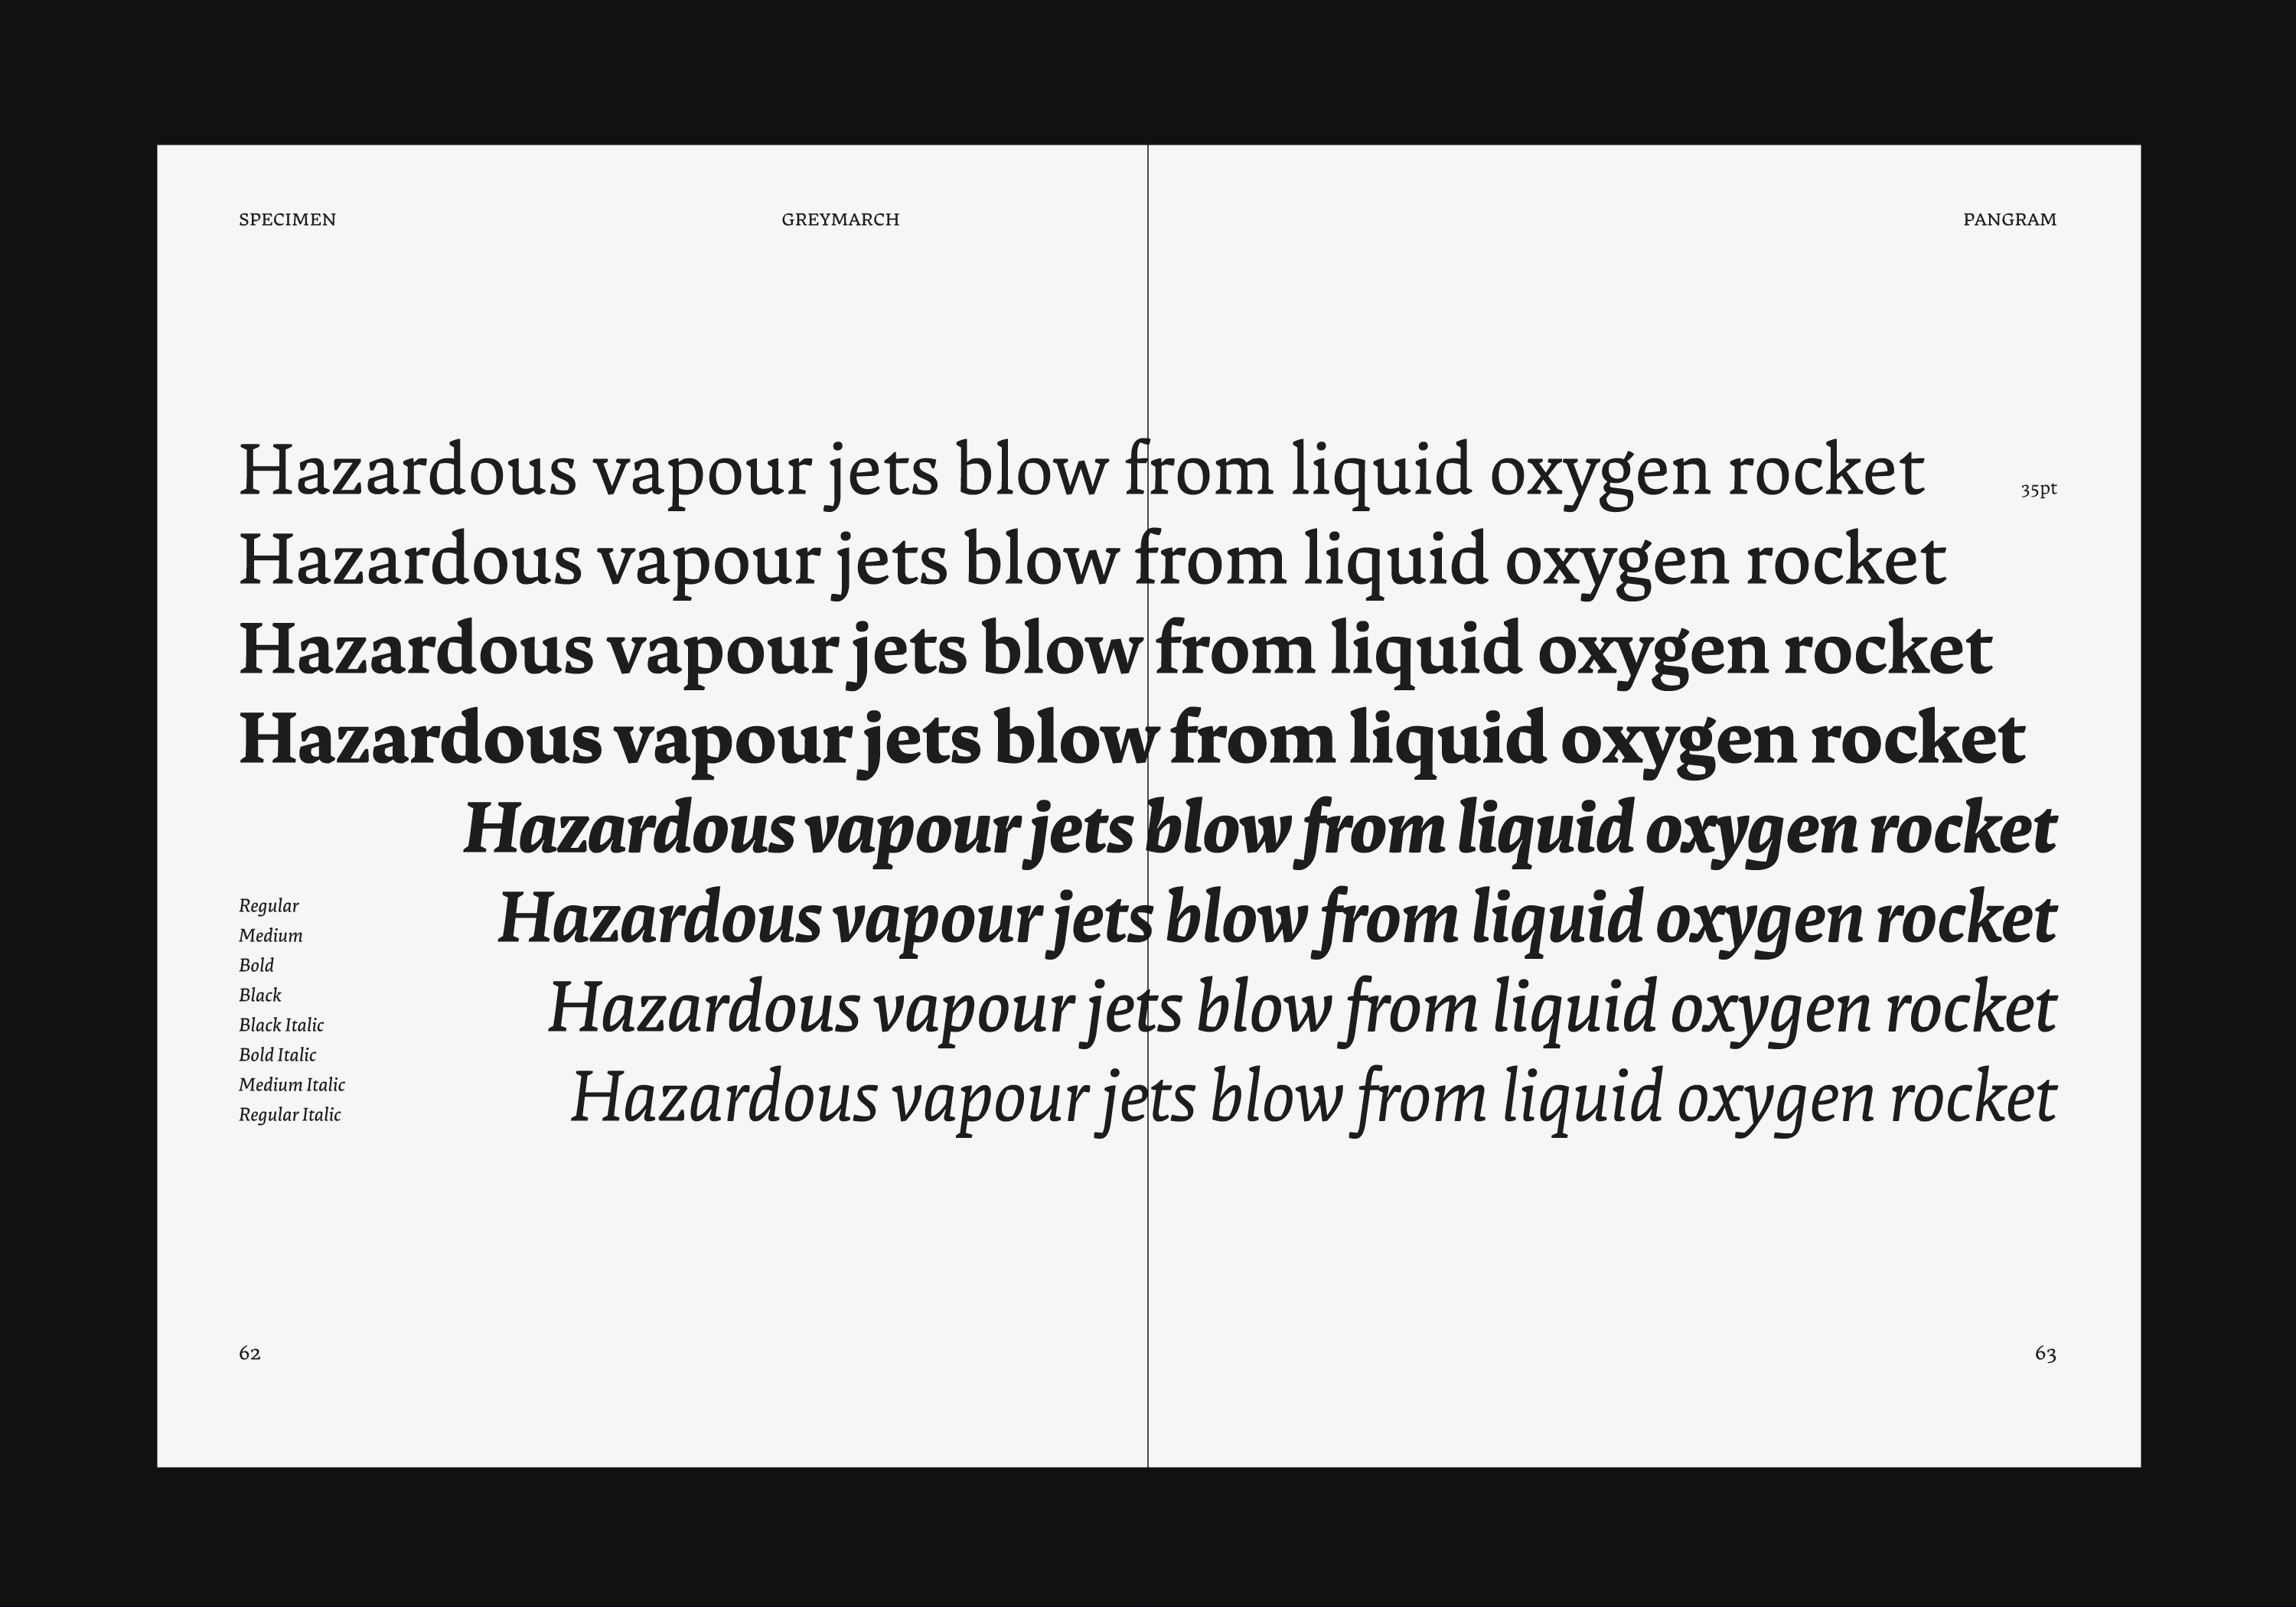 SPECIMEN GREYMARCH PANGRAM
Hazardous vapour jets blow from liquid oxygen rocket 35pt
Hazardous vapour jets blow from liquid oxygen rocket
Hazardous vapour jets blow from liquid oxygen rocket
Hazardous vapour jets blow from liquid oxygen rocket
Hazardous vapour jets blow from liquid oxygen rocket
Hazardous vapour jets blow from liquid oxygen rocket
Hazardous vapour jets blow from liquid oxygen rocket
Hazardous vapour jets blow from liquid oxygen rocket
Regular
Medium
Bold
Black
Black Italic
Bold Italic
Medium Italic
Regular Italic
62 63